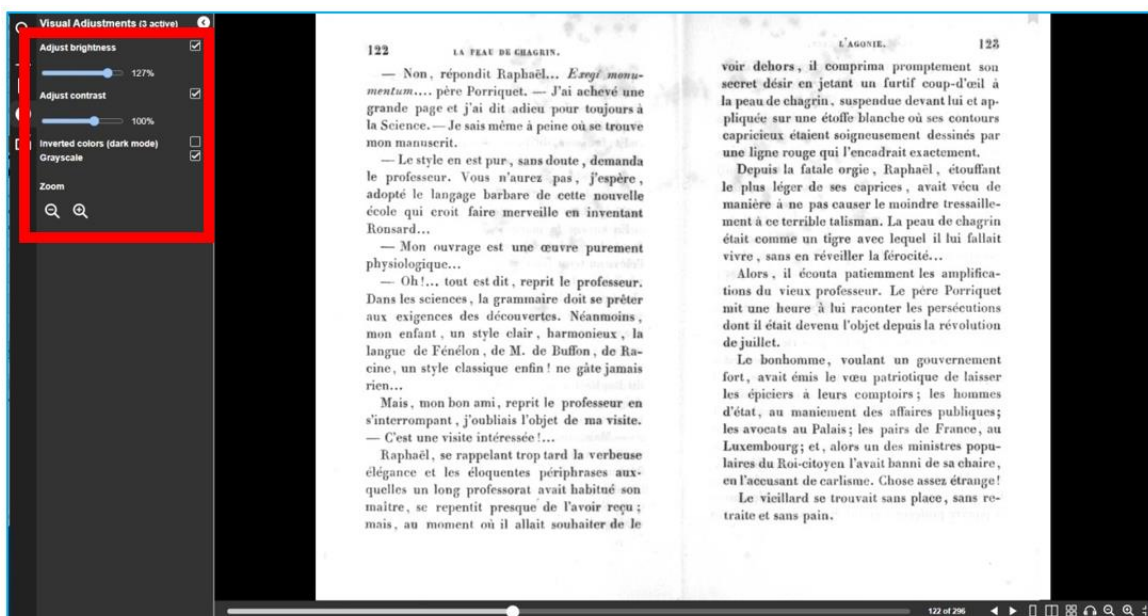 Visual Adjustments (3 active)
Adjust brightness
127%
Adjust contrast
100%
Inverted colors (dark mode)
Grayscale
Zoom
122
LA PEAU DE CHAGRIN.
— Non, répondit Raphaël... Exegi monu-
mentum.... père Porriquet. — J'ai achevé une
grande page et j'ai dit adieu pour toujours à
la Science. — Je sais même à peine où se trouve
mon manuscrit.
— Le style en est pur, sans doute, demanda
le professeur. Vous n'aurez pas, j'espère,
adopté le langage barbare de cette nouvelle
école qui croit faire merveille en inventant
Ronsard...
— Mon ouvrage est une œuvre purement
physiologique...
— Oh!... tout est dit, reprit le professeur.
Dans les sciences, la grammaire doit se prêter
aux exigences des découvertes. Néanmoins,
mon enfant, un style clair, harmonieux, la
langue de Fénélon, de M. de Buffon, de Ra-
cine, un style classique enfin! ne gâte jamais
rien...
Mais, mon bon ami, reprit le professeur en
s'interrompant, j'oubliais l'objet de ma visite.
— C'est une visite intéressée!...
Raphaël, se rappelant trop tard la verbeuse
élégance et les éloquentes périphrases aux-
quelles un long professorat avait habitué son
maître, se repentit presque de l'avoir reçu;
mais, au moment où il allait souhaiter de le
L'AGONIE.
123
voir dehors, il comprima promptement son
secret désir en jetant un furtif coup-d'œil à
la peau de chagrin, suspendue devant lui et ap-
pliquée sur une étoffe blanche où ses contours
capricieux étaient soigneusement dessinés par
une ligne rouge qui l'encadrait exactement.
Depuis la fatale orgie, Raphaël, étouffant
le plus léger de ses caprices, avait vécu de
manière à ne pas causer le moindre tressaille-
ment à ce terrible talisman. La peau de chagrin
était comme un tigre avec lequel il lui fallait
vivre, sans en réveiller la férocité...
Alors, il écouta patiemment les amplifica-
tions du vieux professeur. Le père Porriquet
mit une heure à lui raconter les persécutions
dont il était devenu l'objet depuis la révolution
de juillet.
Le bonhomme, voulant un gouvernement
fort, avait émis le vœu patriotique de laisser
les épiciers à leurs comptoirs; les hommes
d'état, au maniement des affaires publiques;
les avocats au Palais; les pairs de France, au
Luxembourg; et, alors un des ministres popu-
laires du Roi-citoyen l'avait banni de sa chaire,
en l'accusant de carlisme. Chose assez étrange!
Le vieillard se trouvait sans place, sans re-
traite et sans pain.
122 of 296